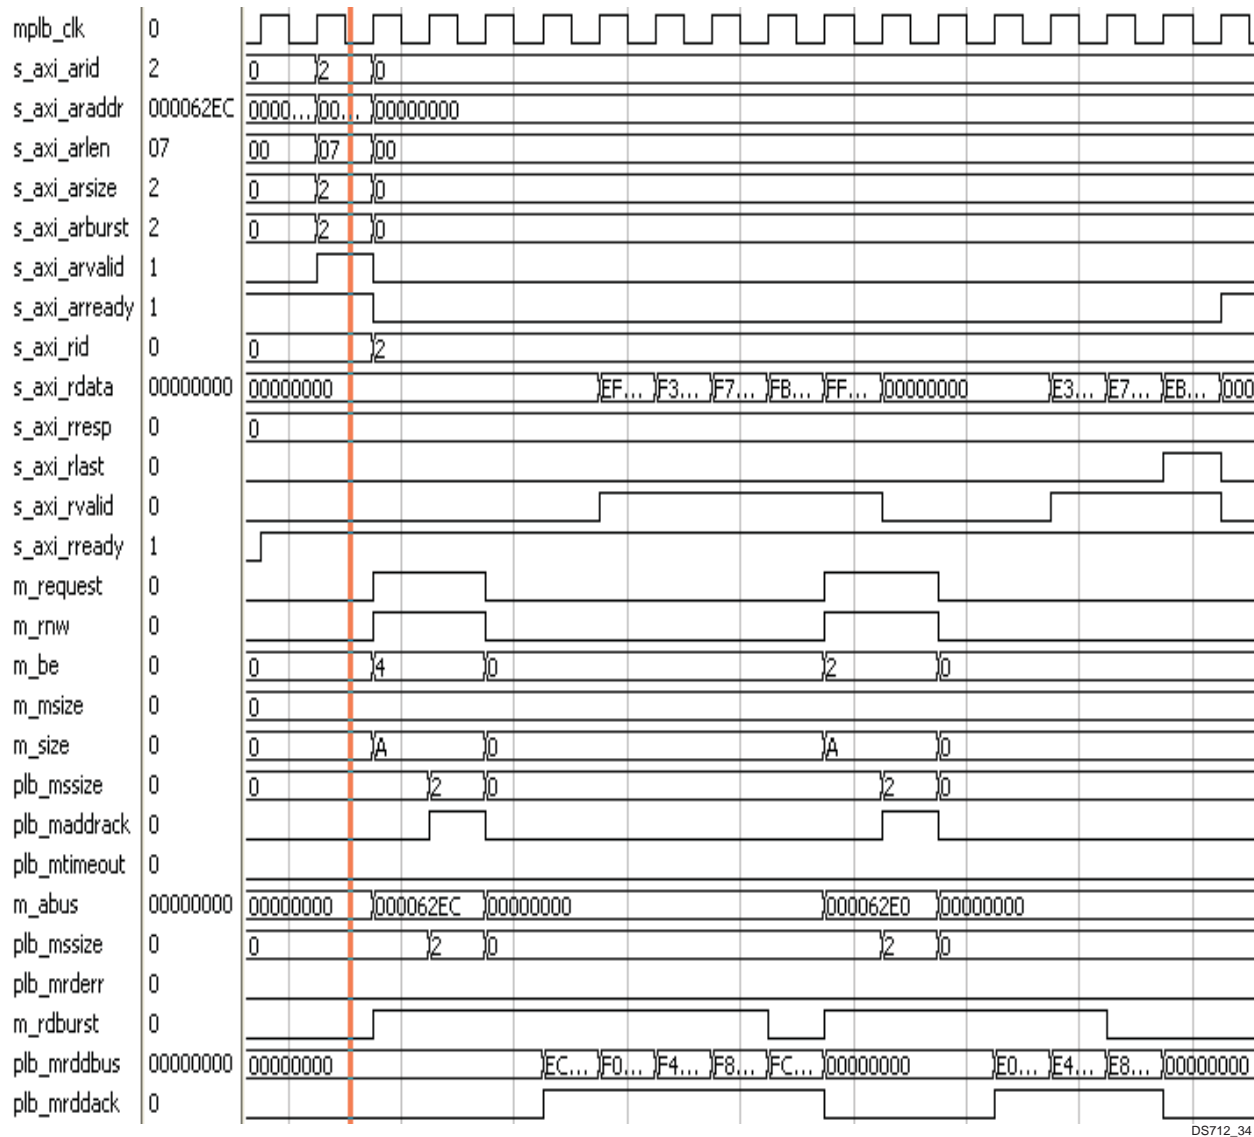 mplb_clk 0
s_axi_arid 2 0 2 0
s_axi_araddr 000062EC 0000... 00... 00000000
s_axi_arlen 07 00 07 00
s_axi_arsize 2 0 2 0
s_axi_arburst 2 0 2 0
s_axi_arvalid 1
s_axi_arready 1
s_axi_rid 0 0 2
s_axi_rdata 00000000 00000000 EF... F3... F7... FB... FF... 00000000 E3... E7... EB... 000
s_axi_rresp 0 0
s_axi_rlast 0
s_axi_rvalid 0
s_axi_rready 1
m_request 0
m_rnw 0
m_be 0 0 4 0 2 0
m_msize 0 0
m_size 0 0 A 0 A 0
plb_mssize 0 0 2 0 2 0
plb_maddrack 0
plb_mtimeout 0
m_abus 00000000 00000000 000062EC 00000000 000062E0 00000000
plb_mssize 0 0 2 0 2 0
plb_mrderr 0
m_rdburst 0
plb_mrddbus 00000000 00000000 EC... F0... F4... F8... FC... 00000000 E0... E4... E8... 00000000
plb_mrddack 0
DS712_34